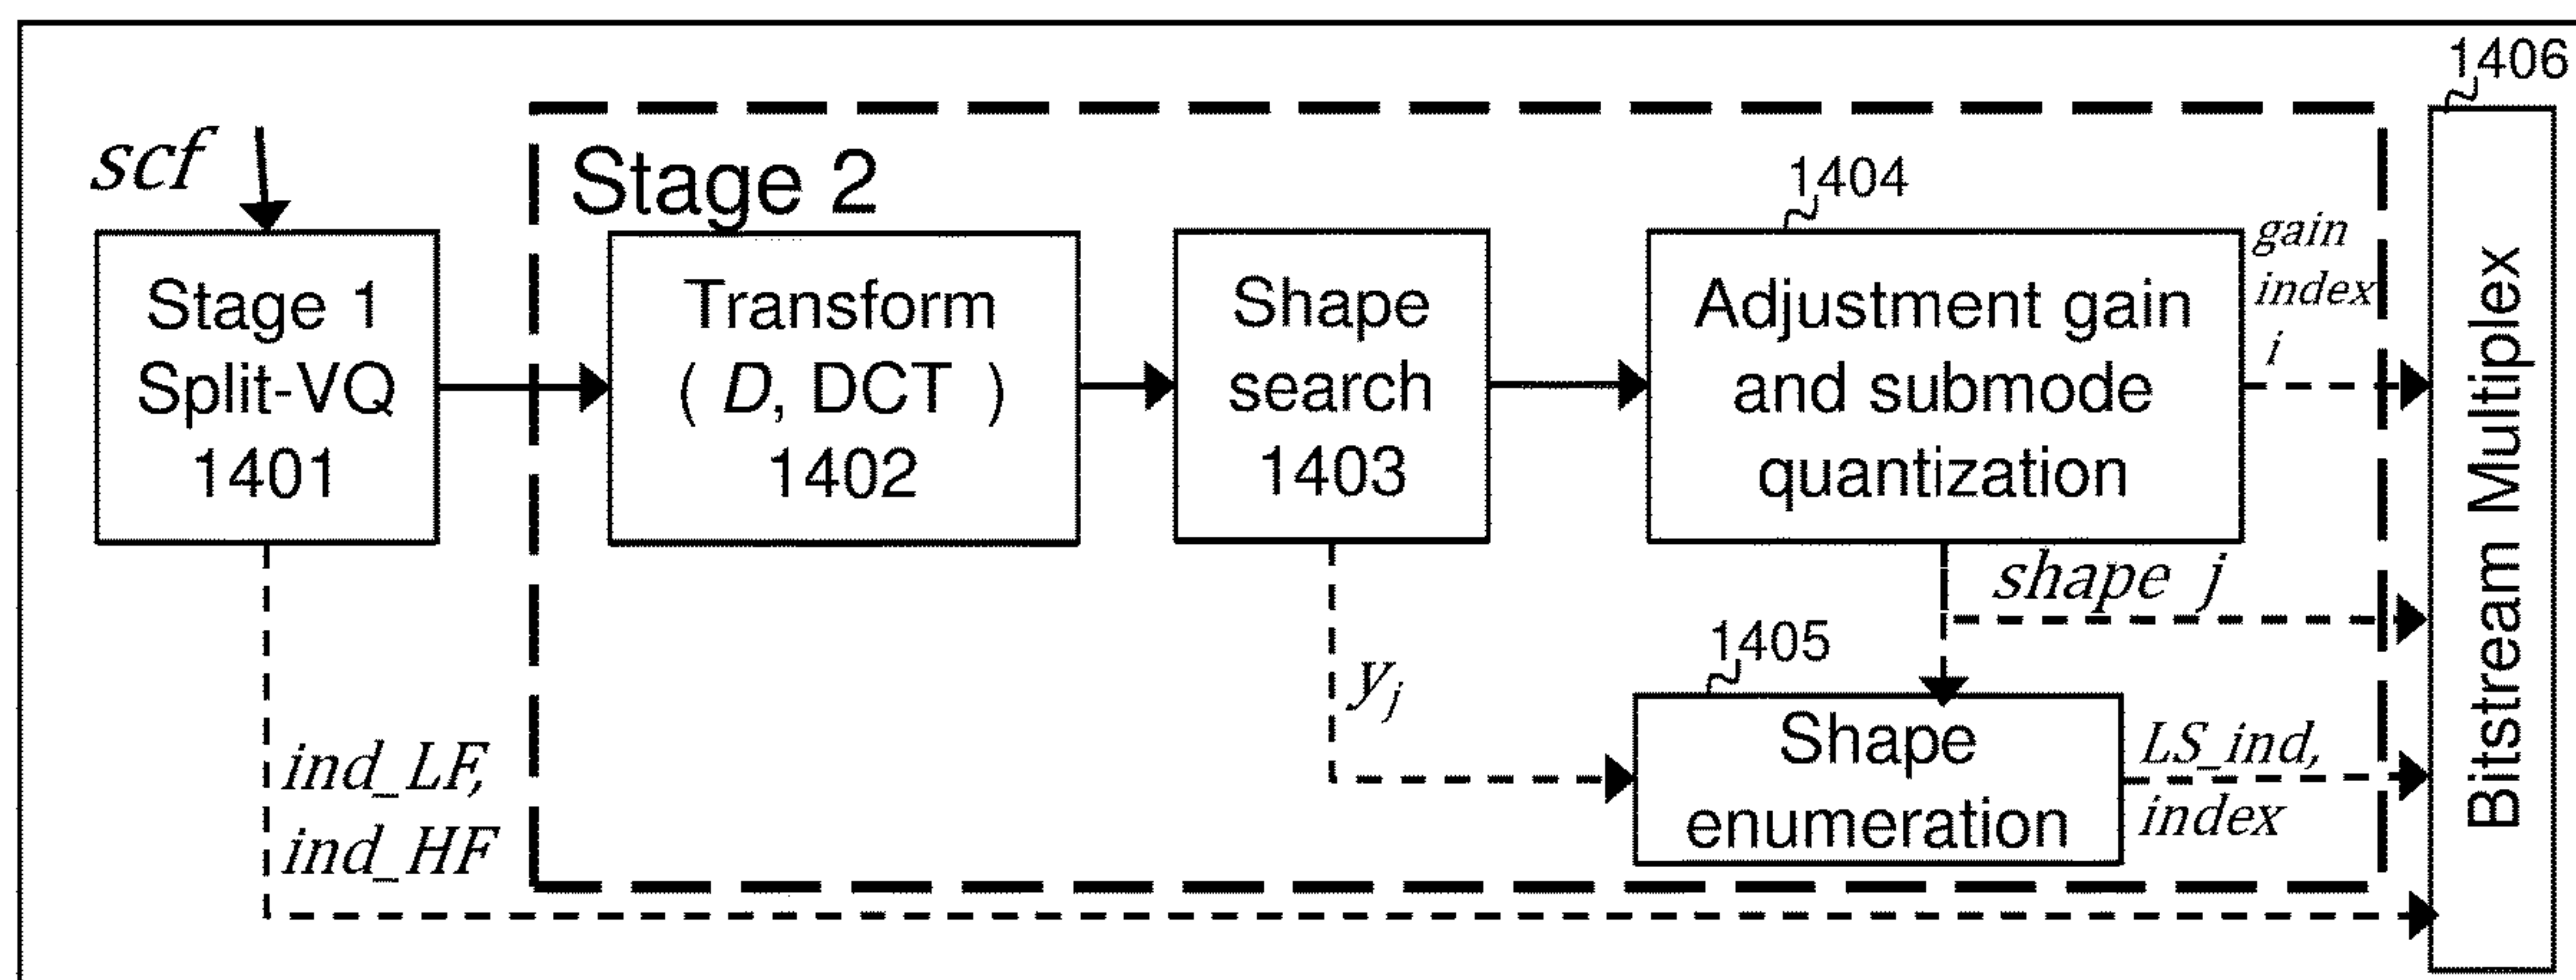 1406
scf
Stage 2
1404
gain
index
i
Stage 1
Split-VQ
1401
Transform
( D, DCT )
1402
Shape
search
1403
Adjustment gain
and submode
quantization
Bitstream Multiplex
shape j
1405
y_j
Shape
enumeration
LS_ind,
index
ind_LF,
ind_HF